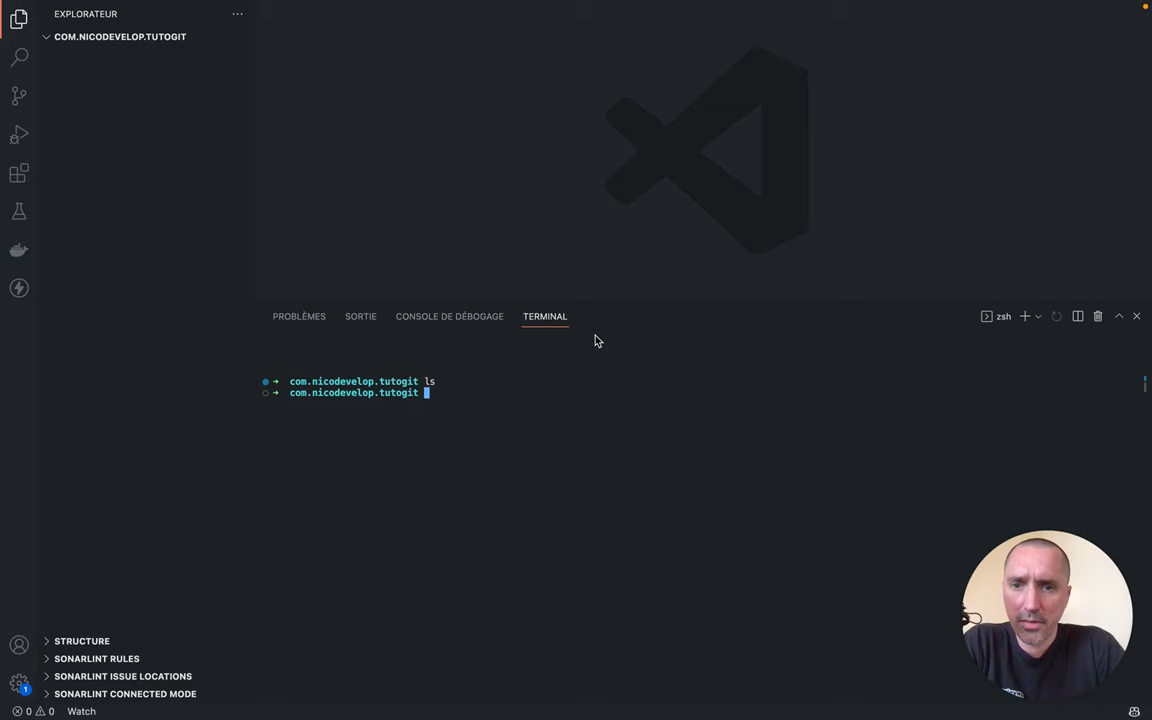 EXPLORATEUR
COM.NICODEVELOP.TUTOGIT
PROBLÈMES SORTIE CONSOLE DE DÉBOGAGE TERMINAL
zsh
➜ com.nicodevelop.tutogit ls
➜ com.nicodevelop.tutogit
STRUCTURE
SONARLINT RULES
SONARLINT ISSUE LOCATIONS
SONARLINT CONNECTED MODE
1
0 0 Watch